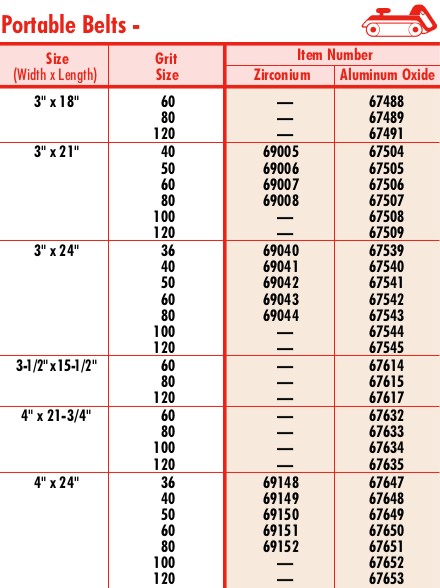 Portable Belts -
Size (Width x Length) Grit Size Item Number
Zirconium Aluminum Oxide
3" x 18" 60 — 67488
80 — 67489
120 — 67491
3" x 21" 40 69005 67504
50 69006 67505
60 69007 67506
80 69008 67507
100 — 67508
120 — 67509
3" x 24" 36 69040 67539
40 69041 67540
50 69042 67541
60 69043 67542
80 69044 67543
100 — 67544
120 — 67545
3-1/2" x 15-1/2" 60 — 67614
80 — 67615
120 — 67617
4" x 21-3/4" 60 — 67632
80 — 67633
100 — 67634
120 — 67635
4" x 24" 36 69148 67647
40 69149 67648
50 69150 67649
60 69151 67650
80 69152 67651
100 — 67652
120 — 67653